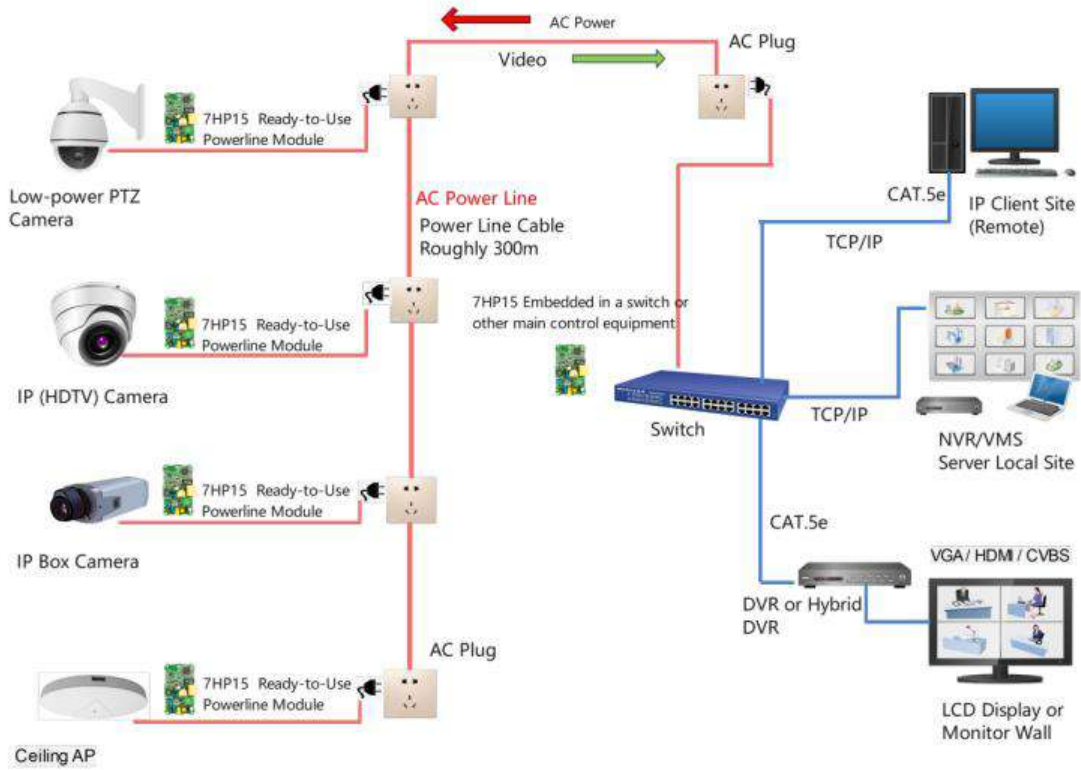 AC Power
AC Plug
Video
7HP15 Ready-to-Use
Powerline Module
Low-power PTZ
Camera
AC Power Line
Power Line Cable
Roughly 300m
CAT.5e
IP Client Site
(Remote)
TCP/IP
7HP15 Embedded in a switch or
other main control equipment
7HP15 Ready-to-Use
Powerline Module
IP (HDTV) Camera
Switch
TCP/IP
NVR/VMS
Server Local Site
7HP15 Ready-to-Use
Powerline Module
IP Box Camera
CAT.5e
VGA / HDMI / CVBS
DVR or Hybrid
DVR
AC Plug
7HP15 Ready-to-Use
Powerline Module
LCD Display or
Monitor Wall
Ceiling AP